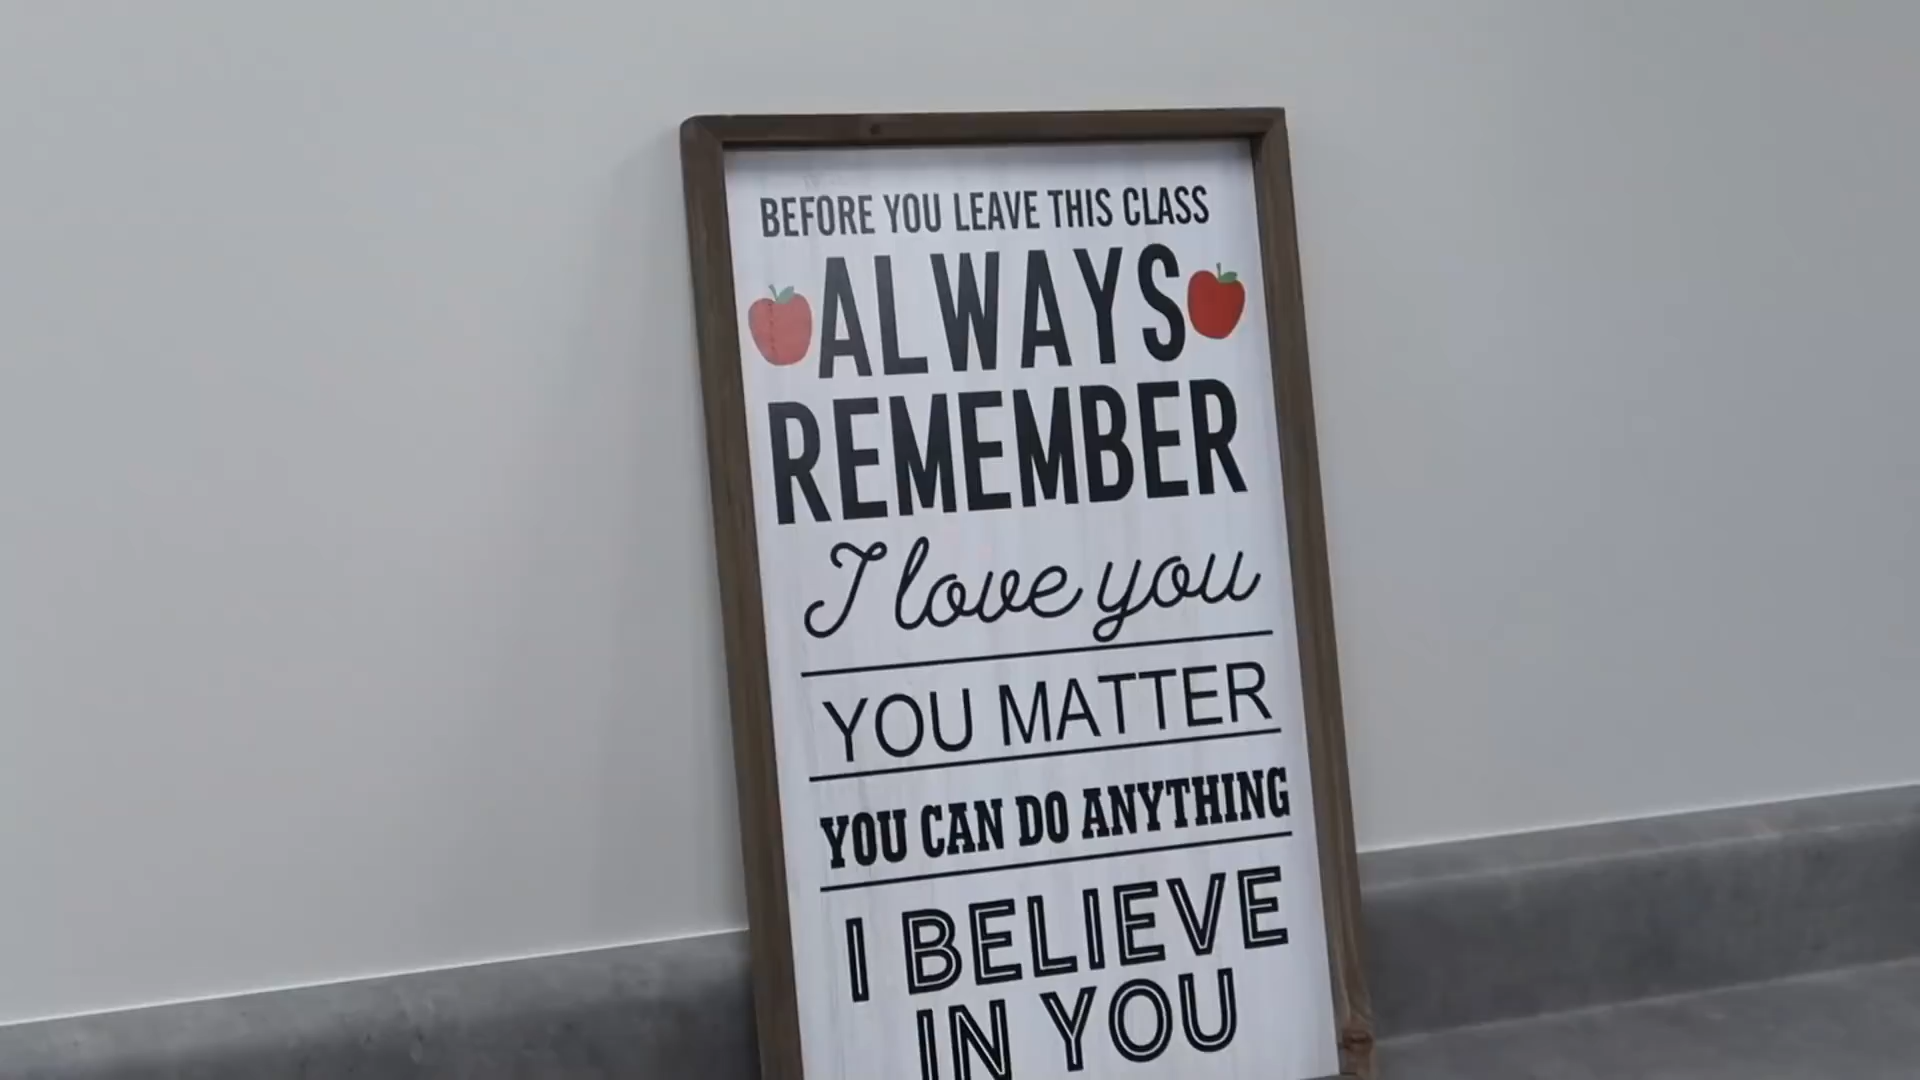 BEFORE YOU LEAVE THIS CLASS
ALWAYS
REMEMBER
I love you
YOU MATTER
YOU CAN DO ANYTHING
I BELIEVE
IN YOU